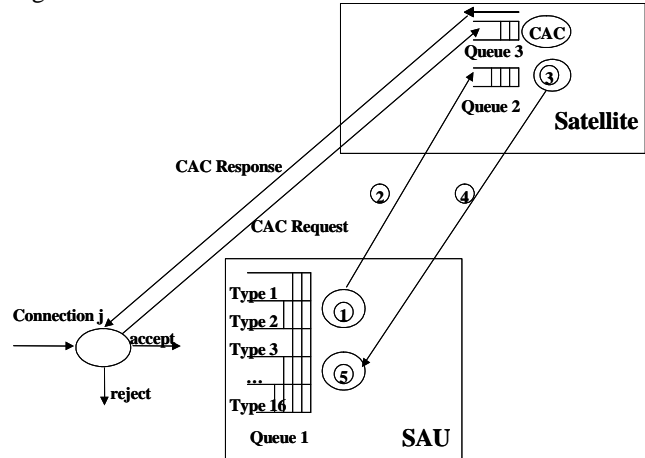 CAC
Queue 3
3
Queue 2
Satellite
CAC Response
2
4
CAC Request
Type 1
Connection j
1
Type 2
accept
Type 3
...
5
reject
Type 16
Queue 1
SAU